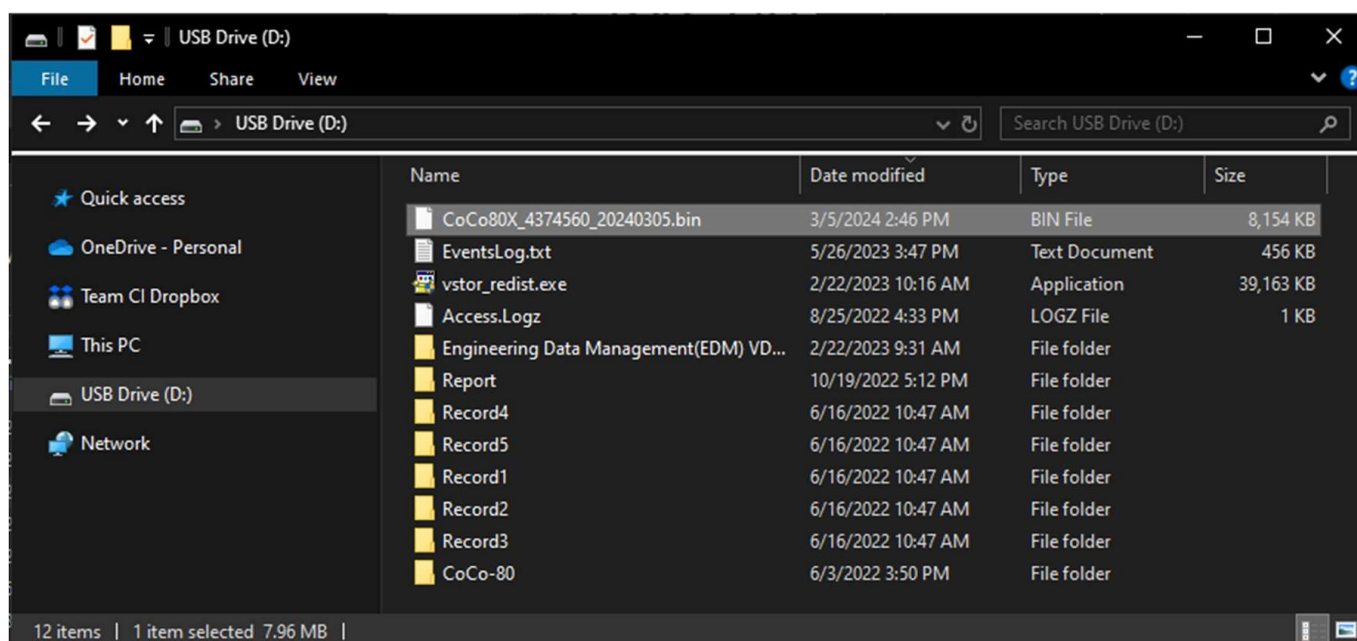 USB Drive (D:)
File Home Share View
USB Drive (D:) Search USB Drive (D:)
Quick access
OneDrive - Personal
Team CI Dropbox
This PC
USB Drive (D:)
Network
Name Date modified Type Size
CoCo80X_4374560_20240305.bin 3/5/2024 2:46 PM BIN File 8,154 KB
EventsLog.txt 5/26/2023 3:47 PM Text Document 456 KB
vstor_redist.exe 2/22/2023 10:16 AM Application 39,163 KB
Access.Logz 8/25/2022 4:33 PM LOGZ File 1 KB
Engineering Data Management(EDM) VD... 2/22/2023 9:31 AM File folder
Report 10/19/2022 5:12 PM File folder
Record4 6/16/2022 10:47 AM File folder
Record5 6/16/2022 10:47 AM File folder
Record1 6/16/2022 10:47 AM File folder
Record2 6/16/2022 10:47 AM File folder
Record3 6/16/2022 10:47 AM File folder
CoCo-80 6/3/2022 3:50 PM File folder
12 items | 1 item selected 7.96 MB |